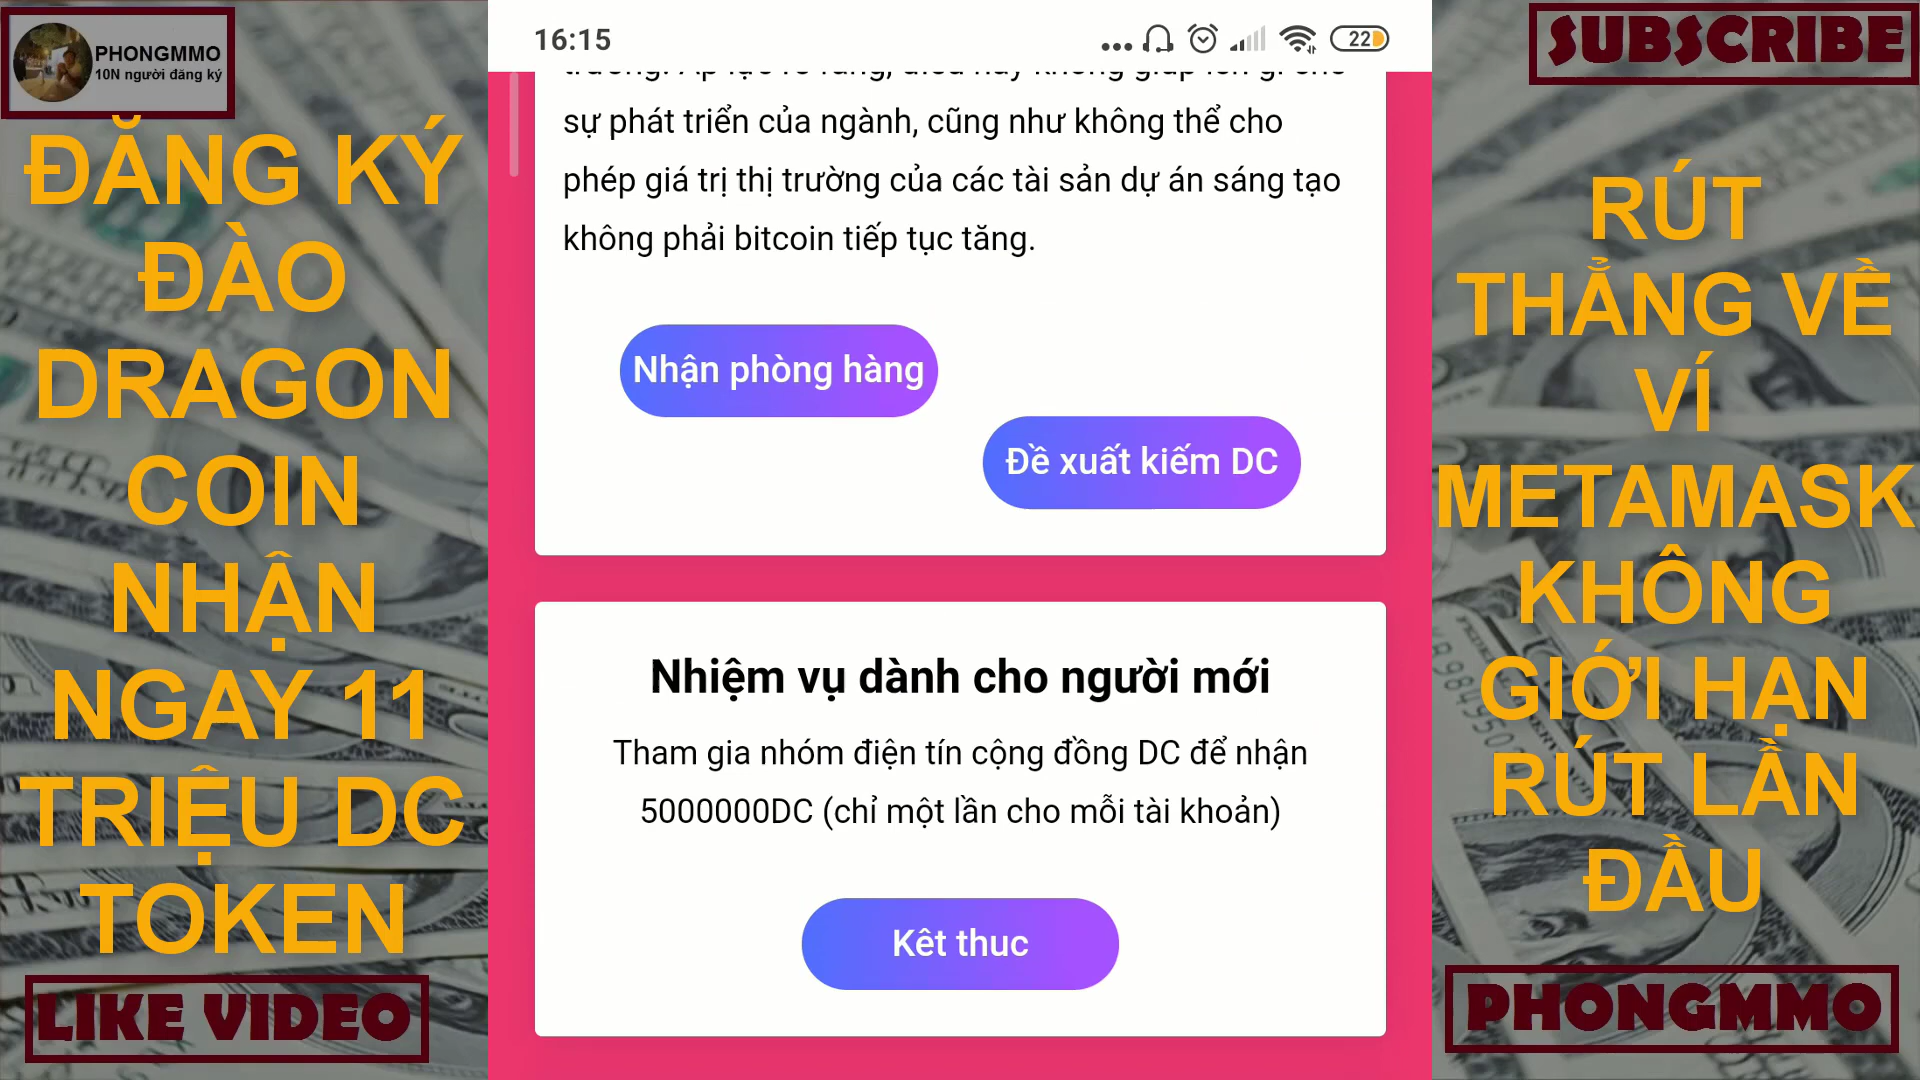 PHONGMMO
10N người đăng ký
ĐĂNG KÝ
ĐÀO
DRAGON
COIN
NHẬN
NGAY 11
TRIỆU DC
TOKEN
LIKE VIDEO
16:15
22
sự phát triển của ngành, cũng như không thể cho
phép giá trị thị trường của các tài sản dự án sáng tạo
không phải bitcoin tiếp tục tăng.
Nhận phòng hàng
Đề xuất kiếm DC
Nhiệm vụ dành cho người mới
Tham gia nhóm điện tín cộng đồng DC để nhận
5000000DC (chỉ một lần cho mỗi tài khoản)
Kêt thuc
SUBSCRIBE
RÚT
THẲNG VỀ
VÍ
METAMASK
KHÔNG
GIỚI HẠN
RÚT LẦN
ĐẦU
PHONGMMO